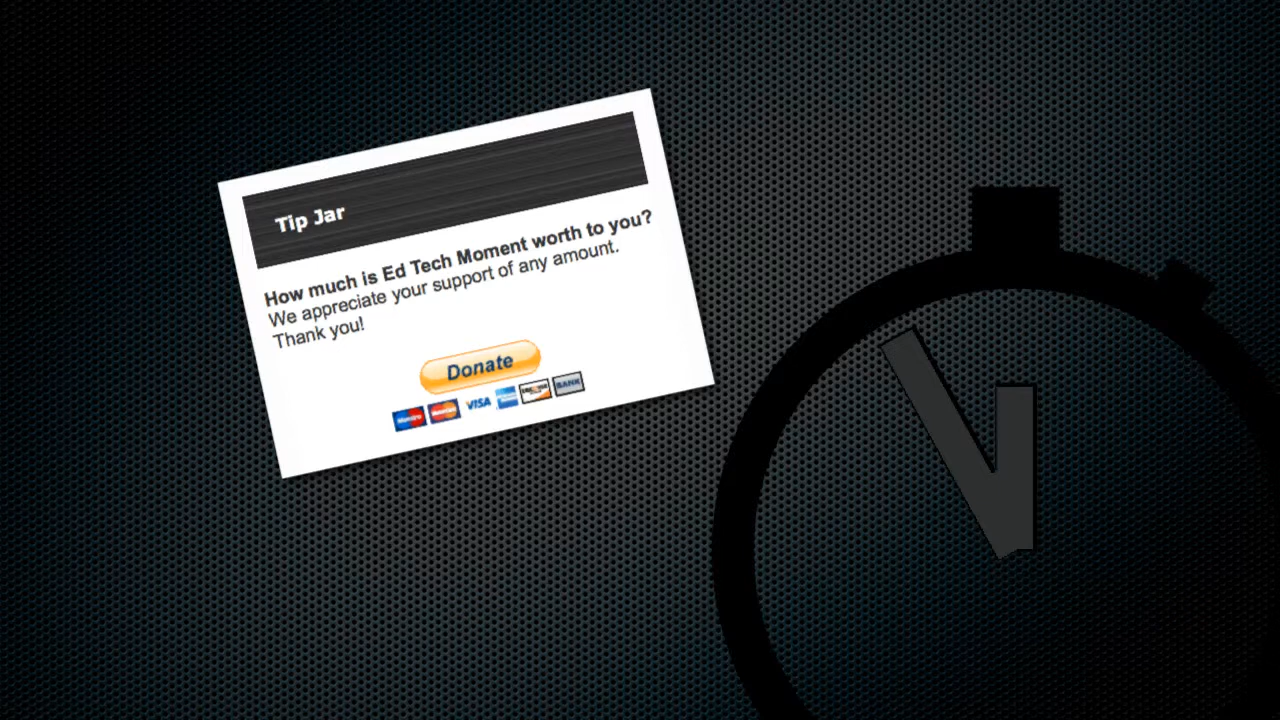 Tip Jar
How much is Ed Tech Moment worth to you?
We appreciate your support of any amount.
Thank you!
Donate
VISA
BANK